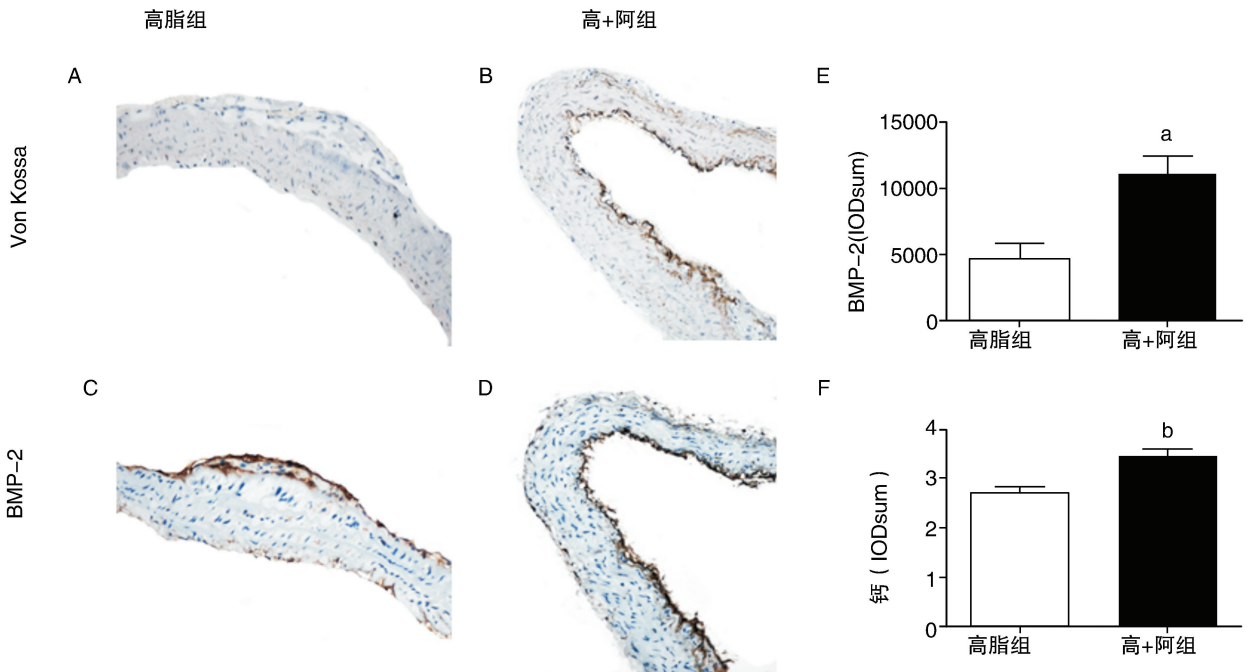 高脂组
高+阿组
A
B
E
Von Kossa
15000
10000
5000
0
BMP-2(IODsum)
a
高脂组
高+阿组
C
D
F
BMP-2
4
3
2
1
0
钙 ( IODsum )
b
高脂组
高+阿组